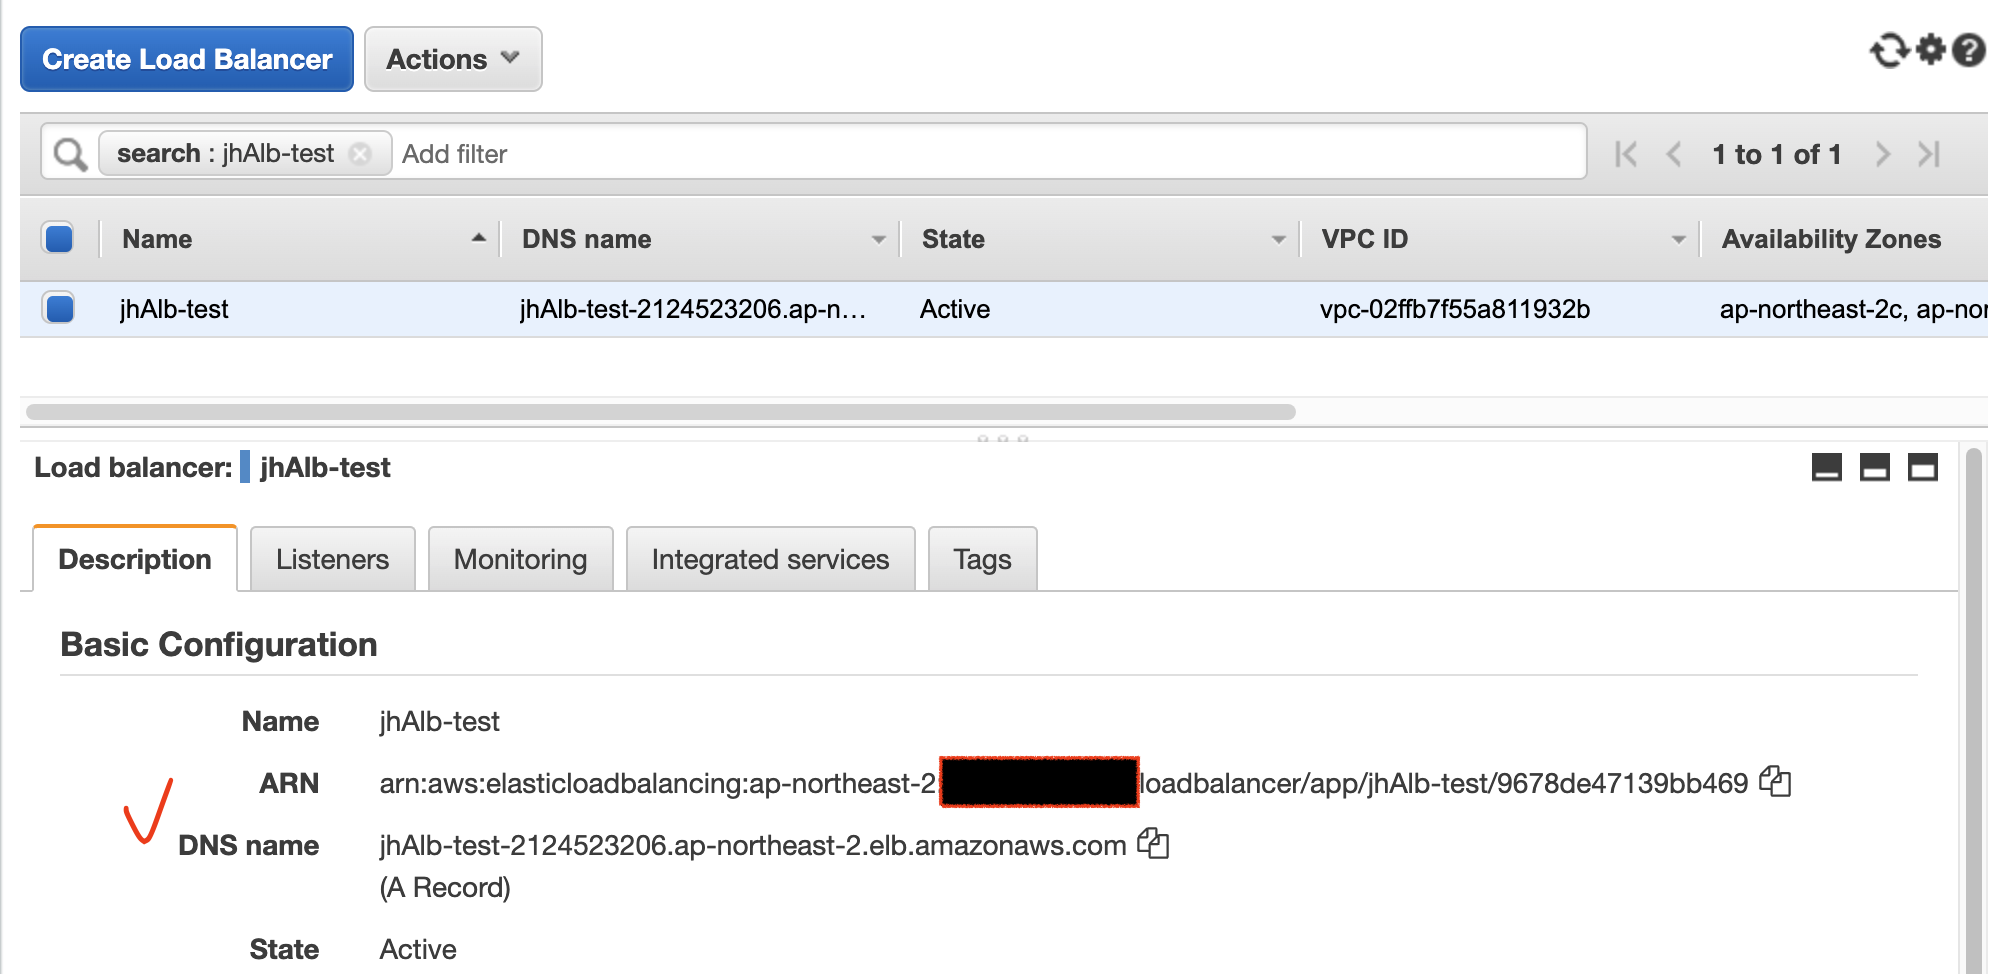 Create Load Balancer Actions
search : jhAlb-test Add filter 1 to 1 of 1
Name DNS name State VPC ID Availability Zones
jhAlb-test jhAlb-test-2124523206.ap-n... Active vpc-02ffb7f55a811932b ap-northeast-2c, ap-nor
Load balancer: jhAlb-test
Description Listeners Monitoring Integrated services Tags
Basic Configuration
Name jhAlb-test
ARN arn:aws:elasticloadbalancing:ap-northeast-2 loadbalancer/app/jhAlb-test/9678de47139bb469
DNS name jhAlb-test-2124523206.ap-northeast-2.elb.amazonaws.com
(A Record)
State Active